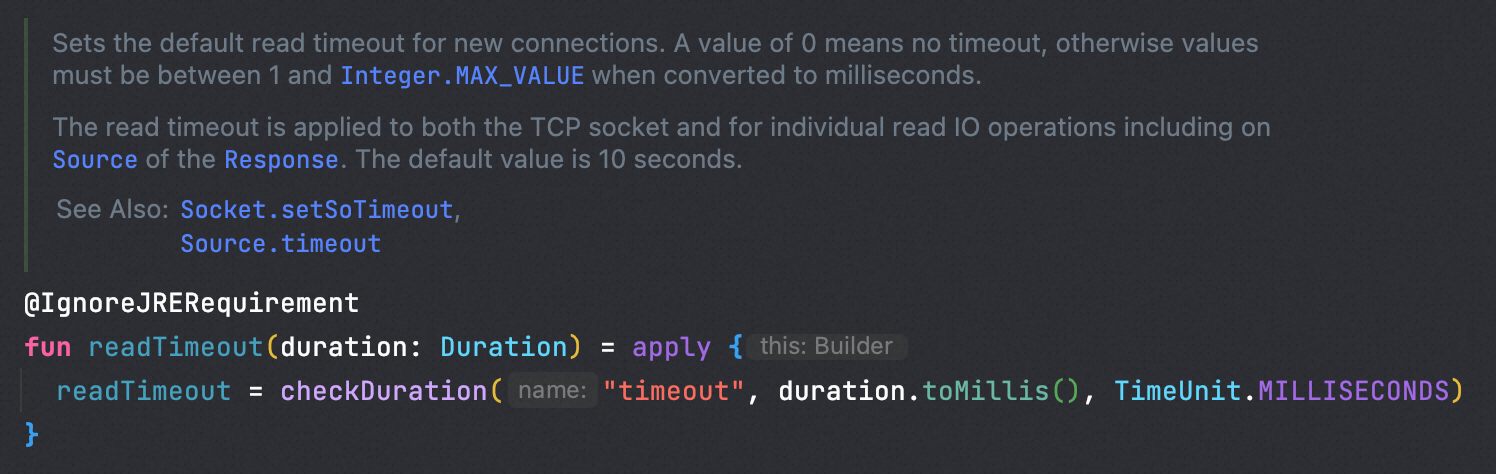 Sets the default read timeout for new connections. A value of 0 means no timeout, otherwise values
must be between 1 and Integer.MAX_VALUE when converted to milliseconds.
The read timeout is applied to both the TCP socket and for individual read IO operations including on
Source of the Response. The default value is 10 seconds.
See Also: Socket.setSoTimeout,
Source.timeout
@IgnoreJRERequirement
fun readTimeout(duration: Duration) = apply { this: Builder
readTimeout = checkDuration( name: "timeout", duration.toMillis(), TimeUnit.MILLISECONDS)
}